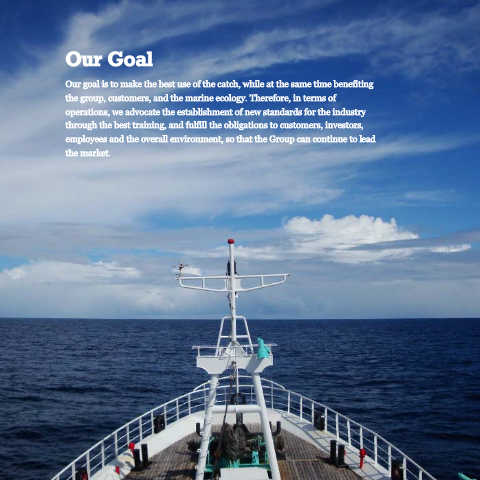 Our Goal
Our goal is to make the best use of the catch, while at the same time benefiting
the group, customers, and the marine ecology. Therefore, in terms of
operations, we advocate the establishment of new standards for the industry
through the best training, and fulfill the obligations to customers, investors,
employees and the overall environment, so that the Group can continue to lead
the market.